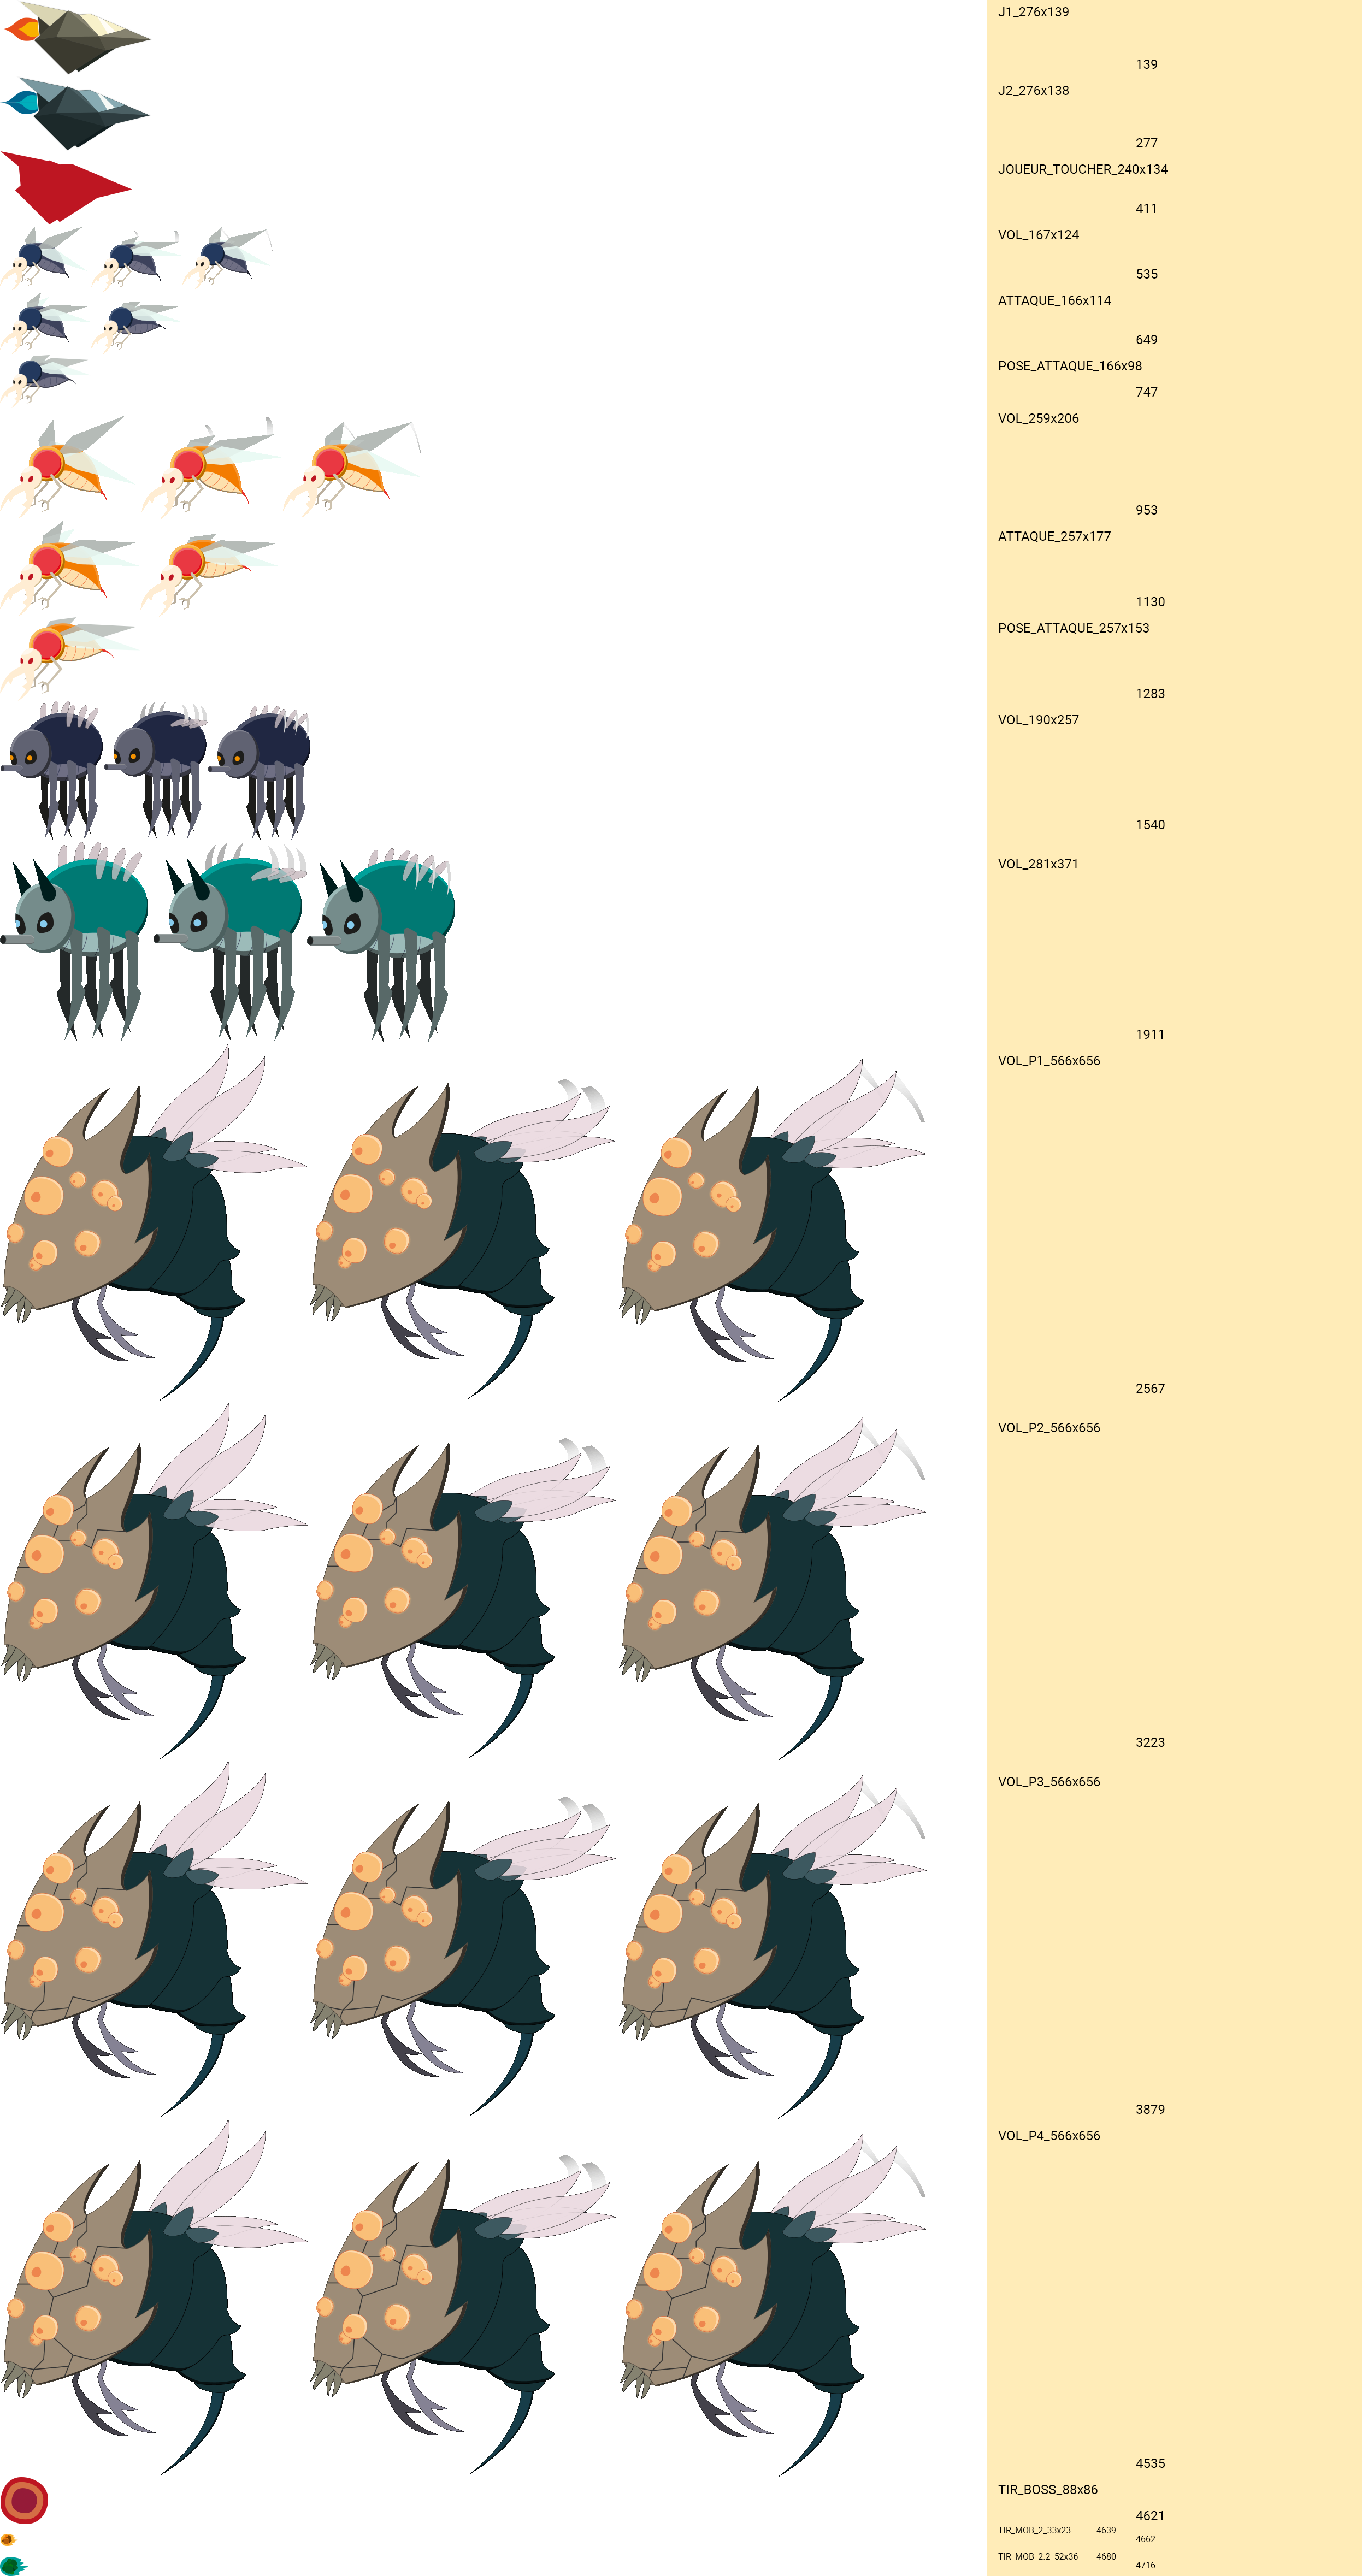 J1_276x139
139
J2_276x138
277
JOUEUR_TOUCHER_240x134
411
VOL_167x124
535
ATTAQUE_166x114
649
POSE_ATTAQUE_166x98
747
VOL_259x206
953
ATTAQUE_257x177
1130
POSE_ATTAQUE_257x153
1283
VOL_190x257
1540
VOL_281x371
1911
VOL_P1_566x656
2567
VOL_P2_566x656
3223
VOL_P3_566x656
3879
VOL_P4_566x656
4535
TIR_BOSS_88x86
4621
TIR_MOB_2_33x23 4639
4662
TIR_MOB_2.2_52x36 4680
4716